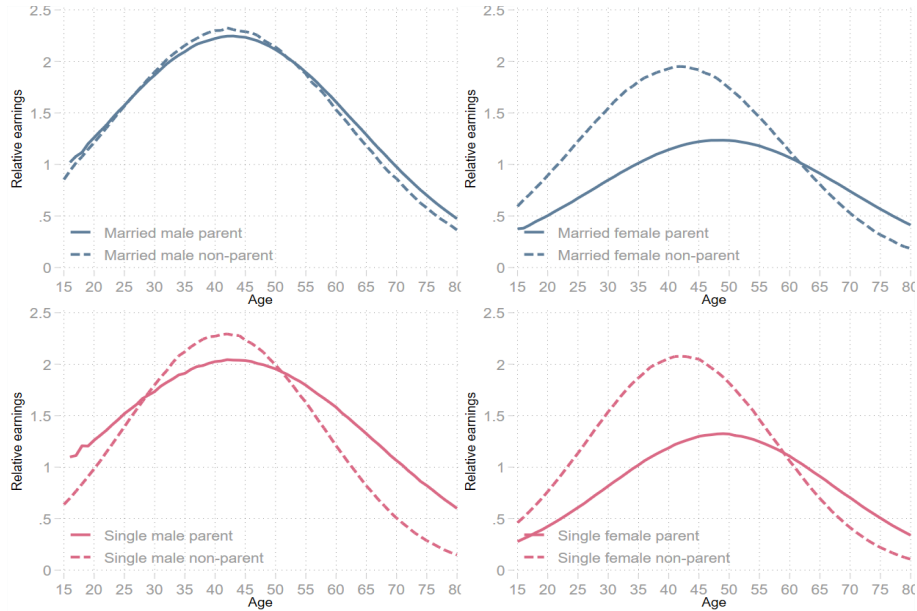 2.5
2
1.5
1
.5
0
Relative earnings
Married male parent
Married male non-parent
15 20 25 30 35 40 45 50 55 60 65 70 75 80
Age
2.5
2
1.5
1
.5
0
Relative earnings
Married female parent
Married female non-parent
15 20 25 30 35 40 45 50 55 60 65 70 75 80
Age
2.5
2
1.5
1
.5
0
Relative earnings
Single male parent
Single male non-parent
15 20 25 30 35 40 45 50 55 60 65 70 75 80
Age
2.5
2
1.5
1
.5
0
Relative earnings
Single female parent
Single female non-parent
15 20 25 30 35 40 45 50 55 60 65 70 75 80
Age